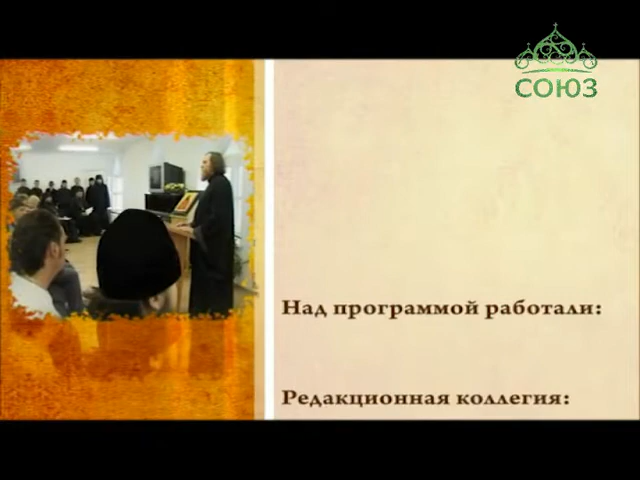 СОЮЗ
Над программой работали:
Редакционная коллегия: